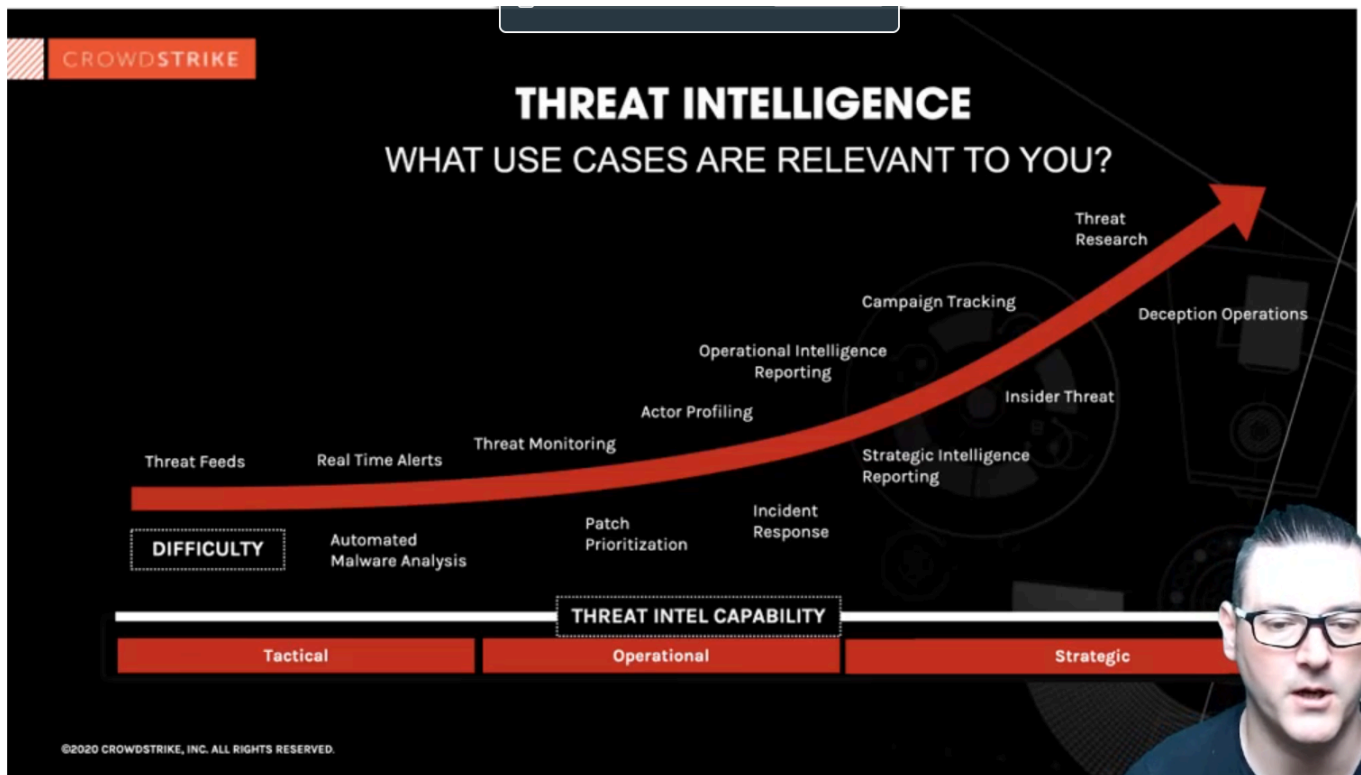 CROWDSTRIKE
THREAT INTELLIGENCE
WHAT USE CASES ARE RELEVANT TO YOU?
Threat
Research
Campaign Tracking
Deception Operations
Operational Intelligence
Reporting
Insider Threat
Actor Profiling
Threat Monitoring
Strategic Intelligence
Reporting
Threat Feeds
Real Time Alerts
Incident
Response
Patch
Prioritization
DIFFICULTY
Automated
Malware Analysis
THREAT INTEL CAPABILITY
Tactical
Operational
Strategic
©2020 CROWDSTRIKE, INC. ALL RIGHTS RESERVED.